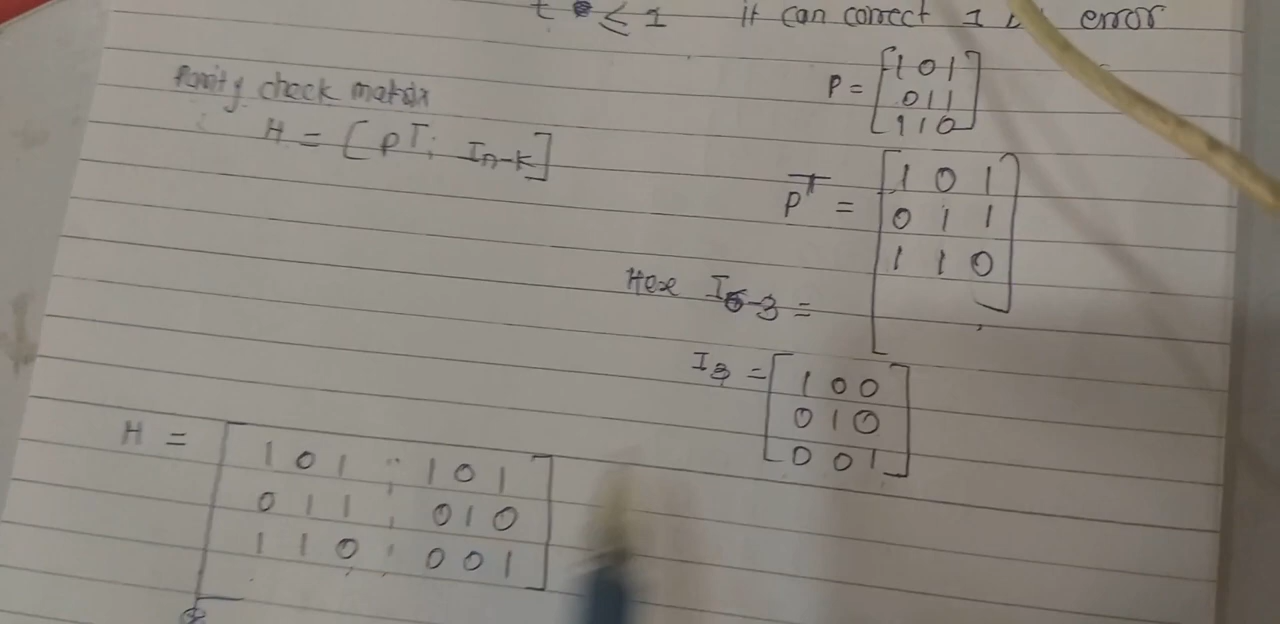 t ≤ 1 it can correct 1 error
Parity check matrix
H = [P^T : I_n-k]
P = [1 0 1
0 1 1
1 1 0]
P^T = [1 0 1
0 1 1
1 1 0]
Here I_6-3 =
I_3 = [1 0 0
0 1 0
0 0 1]
H = [1 0 1 : 1 0 1
0 1 1 : 0 1 0
1 1 0 : 0 0 1]